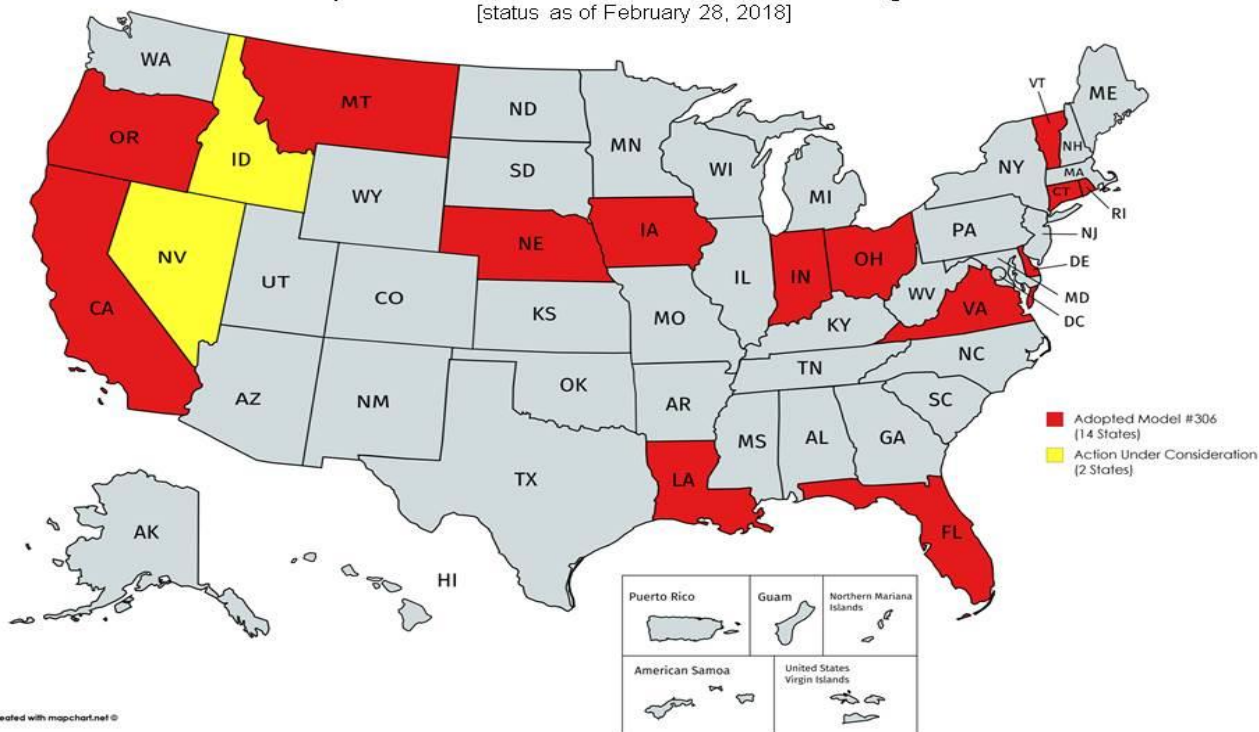 [status as of February 28, 2018]
WA
MT
ND
MN
VT
ME
OR
ID
SD
WI
MI
NY
NH
MA
CT
RI
WY
NE
IA
PA
NJ
NV
UT
CO
IL
IN
OH
DE
WV
VA
MD
DC
CA
KS
MO
KY
AZ
NM
OK
AR
TN
NC
SC
MS
AL
GA
TX
LA
FL
AK
HI
Adopted Model #306
(14 States)
Action Under Consideration
(2 States)
Puerto Rico
Guam
Northern Mariana
Islands
American Samoa
United States
Virgin Islands
with mapchart.net ©